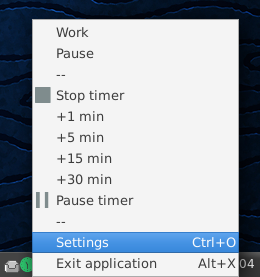 Work
Pause
--
Stop timer
+1 min
+5 min
+15 min
+30 min
Pause timer
--
Settings Ctrl+O
Exit application Alt+X 04